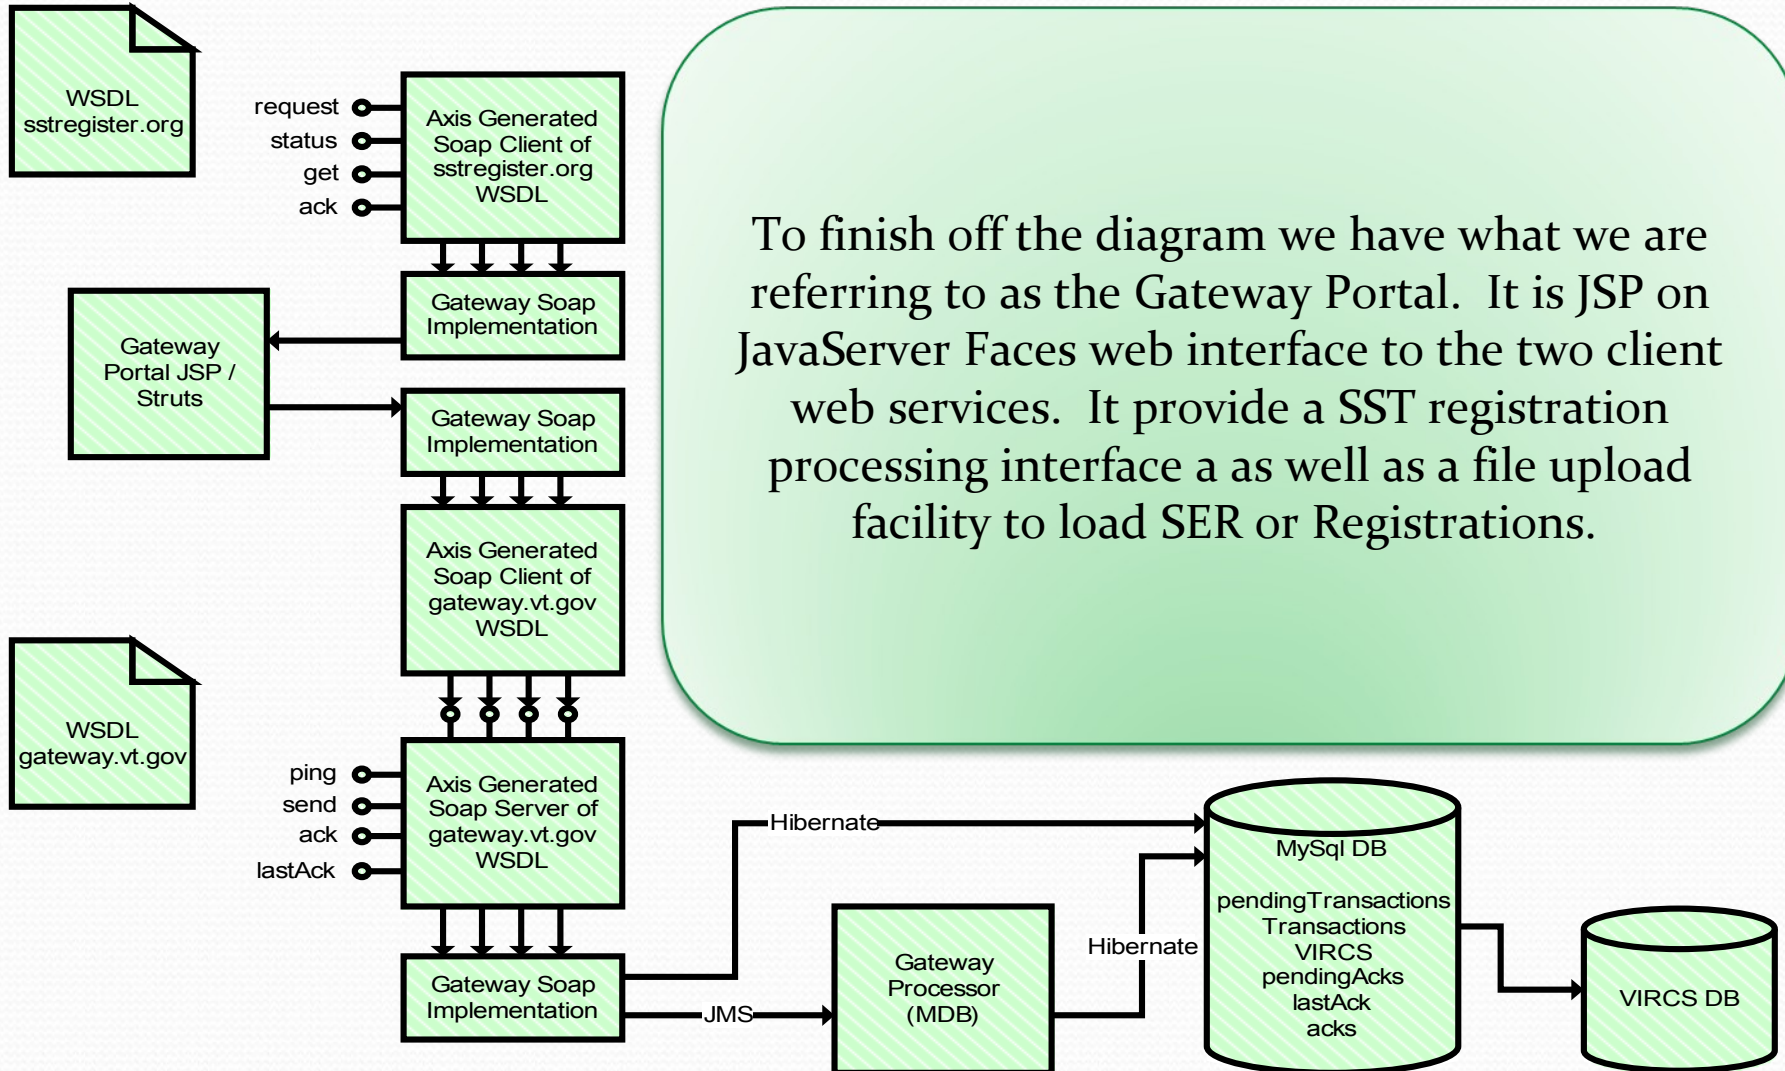 WSDL
sstregister.org
request
status
get
ack
Axis Generated
Soap Client of
sstregister.org
WSDL
Gateway Soap
Implementation
Gateway
Portal JSP /
Struts
Gateway Soap
Implementation
Axis Generated
Soap Client of
gateway.vt.gov
WSDL
To finish off the diagram we have what we are
referring to as the Gateway Portal.  It is JSP on
JavaServer Faces web interface to the two client
web services.  It provide a SST registration
processing interface a as well as a file upload
facility to load SER or Registrations.
WSDL
gateway.vt.gov
ping
send
ack
lastAck
Axis Generated
Soap Server of
gateway.vt.gov
WSDL
Gateway Soap
Implementation
Hibernate
JMS
Gateway
Processor
(MDB)
Hibernate
MySql DB
pendingTransactions
Transactions
VIRCS
pendingAcks
lastAck
acks
VIRCS DB